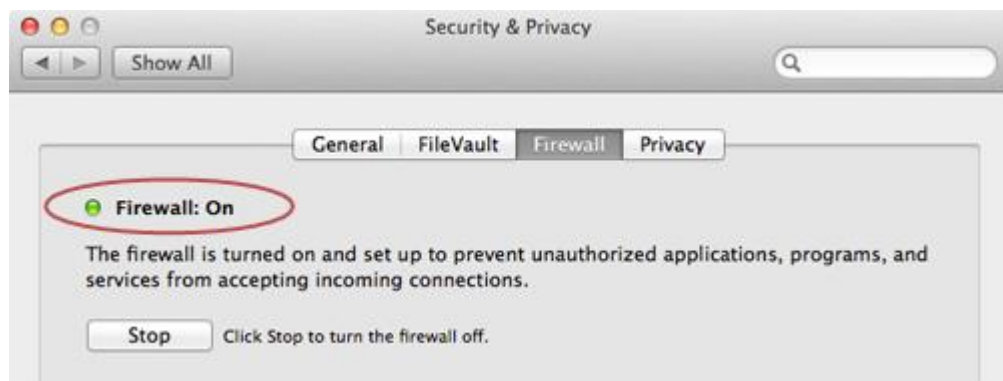 Security & Privacy
Show All
General FileVault Firewall Privacy
Firewall: On
The firewall is turned on and set up to prevent unauthorized applications, programs, and
services from accepting incoming connections.
Stop Click Stop to turn the firewall off.